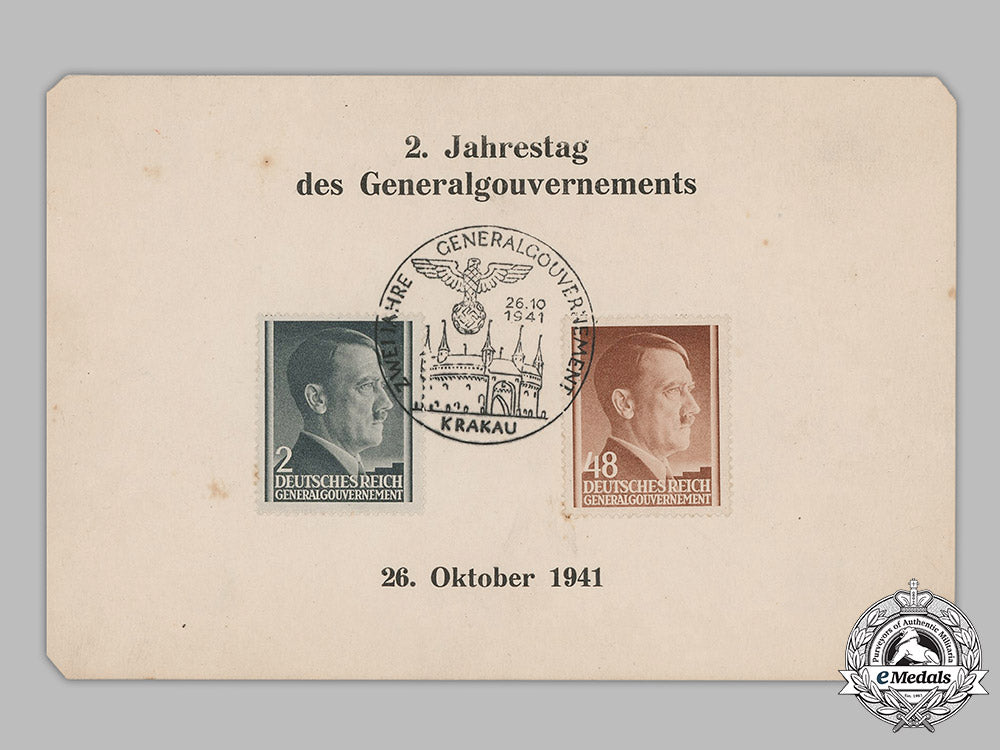 2. Jahrestag
des Generalgouvernements
ZWEI JAHRE GENERALGOUVERNEMENT
26.10
1941
KRAKAU
2
DEUTSCHES REICH
GENERALGOUVERNEMENT
48
DEUTSCHES REICH
GENERALGOUVERNEMENT
26. Oktober 1941
Purveyors of Authentic Militaria
eMedals